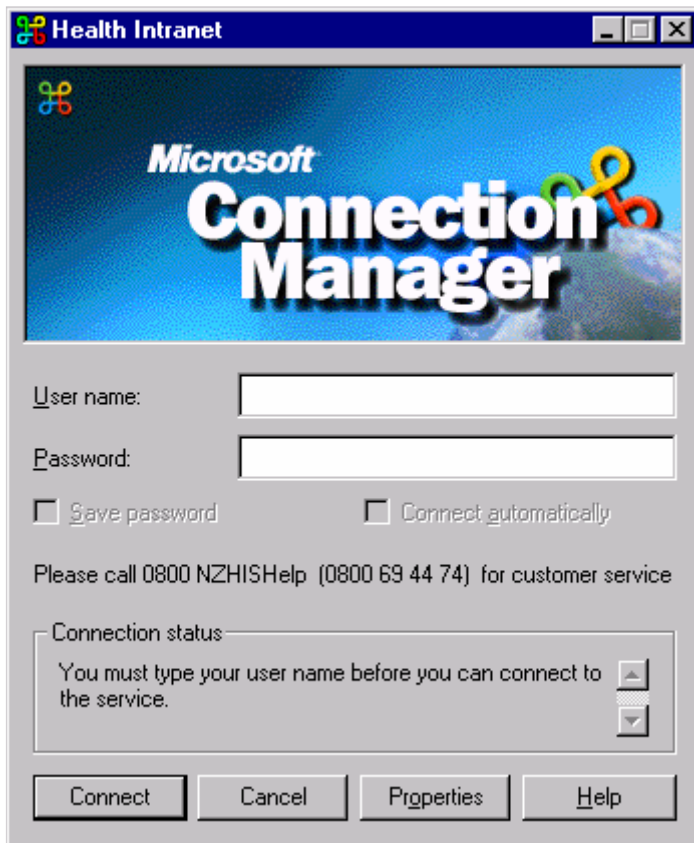 Health Intranet
Microsoft
Connection
Manager
User name:
Password:
Save password Connect automatically
Please call 0800 NZHISHelp (0800 69 44 74) for customer service
Connection status
You must type your user name before you can connect to
the service.
Connect Cancel Properties Help